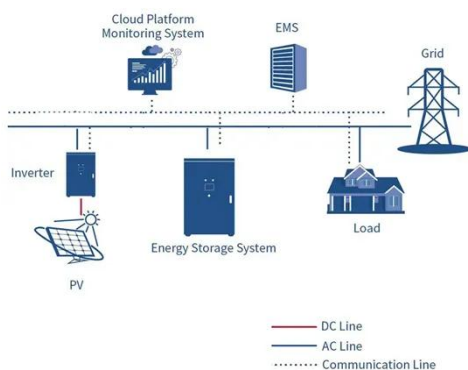 Cloud Platform
Monitoring System
EMS
Grid
Inverter
Energy Storage System
Load
PV
DC Line
AC Line
Communication Line